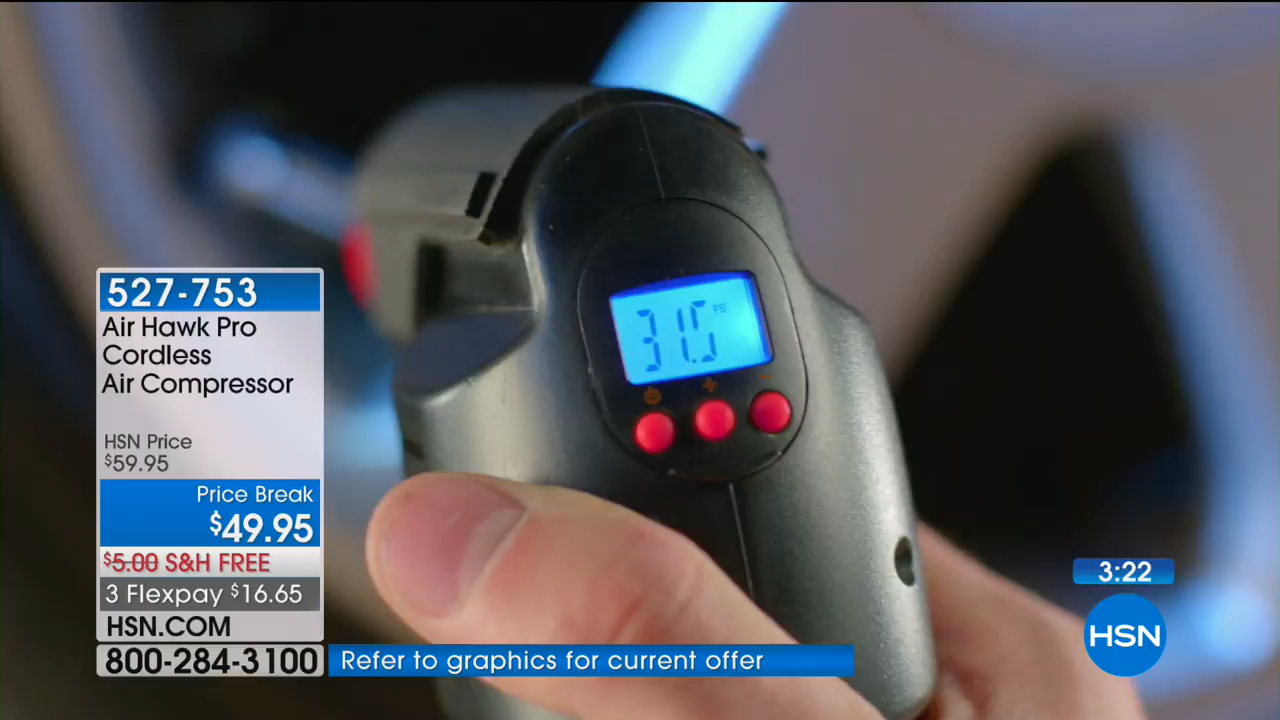 527-753
Air Hawk Pro
Cordless
Air Compressor
HSN Price
$59.95
Price Break
$49.95
$5.00 S&H FREE
3 Flexpay $16.65
HSN.COM
800-284-3100
Refer to graphics for current offer
31.5
PSI
3:22
HSN